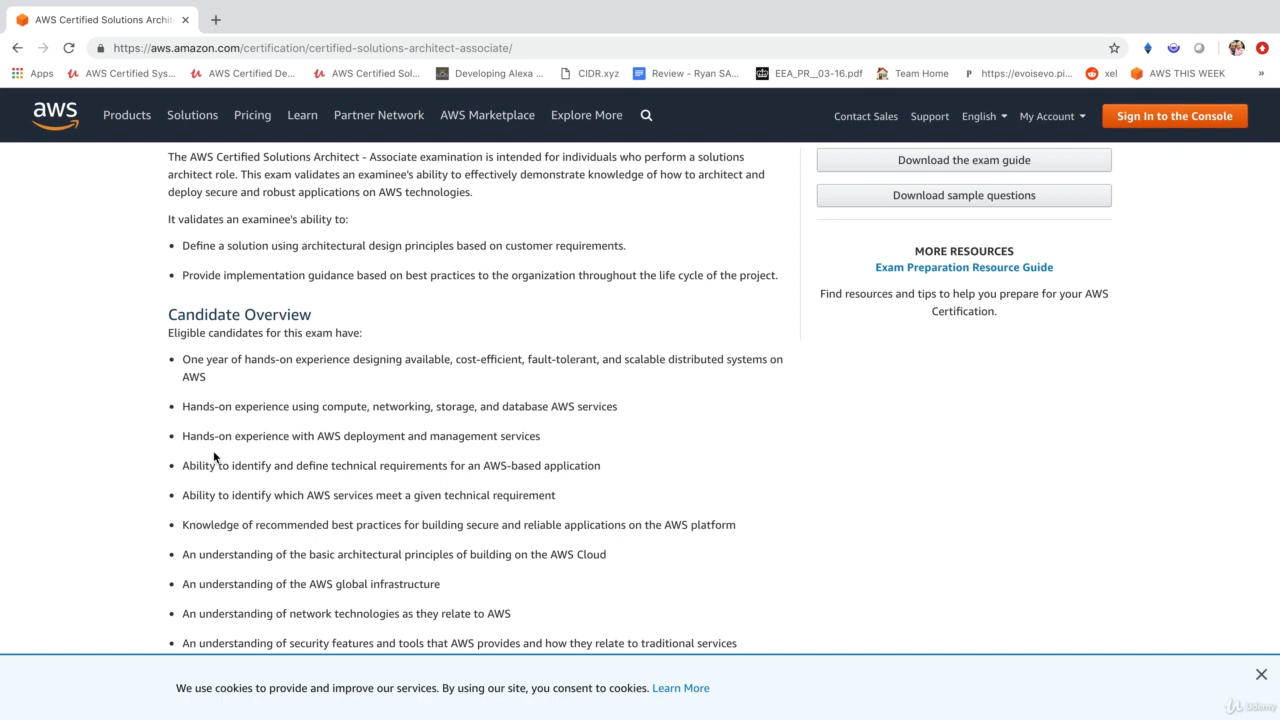 AWS Certified Solutions Archit
https://aws.amazon.com/certification/certified-solutions-architect-associate/
Apps
AWS Certified Sys...
AWS Certified De...
AWS Certified Sol...
Developing Alexa ...
CIDR.xyz
Review - Ryan SA...
EEA_PR__03-16.pdf
Team Home
https://evoisevo.pi...
xel
AWS THIS WEEK
»
aws
Products
Solutions
Pricing
Learn
Partner Network
AWS Marketplace
Explore More
Contact Sales
Support
English
My Account
Sign In to the Console
The AWS Certified Solutions Architect - Associate examination is intended for individuals who perform a solutions
architect role. This exam validates an examinee's ability to effectively demonstrate knowledge of how to architect and
deploy secure and robust applications on AWS technologies.
It validates an examinee's ability to:
• Define a solution using architectural design principles based on customer requirements.
• Provide implementation guidance based on best practices to the organization throughout the life cycle of the project.
Candidate Overview
Eligible candidates for this exam have:
• One year of hands-on experience designing available, cost-efficient, fault-tolerant, and scalable distributed systems on
AWS
• Hands-on experience using compute, networking, storage, and database AWS services
• Hands-on experience with AWS deployment and management services
• Ability to identify and define technical requirements for an AWS-based application
• Ability to identify which AWS services meet a given technical requirement
• Knowledge of recommended best practices for building secure and reliable applications on the AWS platform
• An understanding of the basic architectural principles of building on the AWS Cloud
• An understanding of the AWS global infrastructure
• An understanding of network technologies as they relate to AWS
• An understanding of security features and tools that AWS provides and how they relate to traditional services
Download the exam guide
Download sample questions
MORE RESOURCES
Exam Preparation Resource Guide
Find resources and tips to help you prepare for your AWS
Certification.
We use cookies to provide and improve our services. By using our site, you consent to cookies. Learn More
Udemy